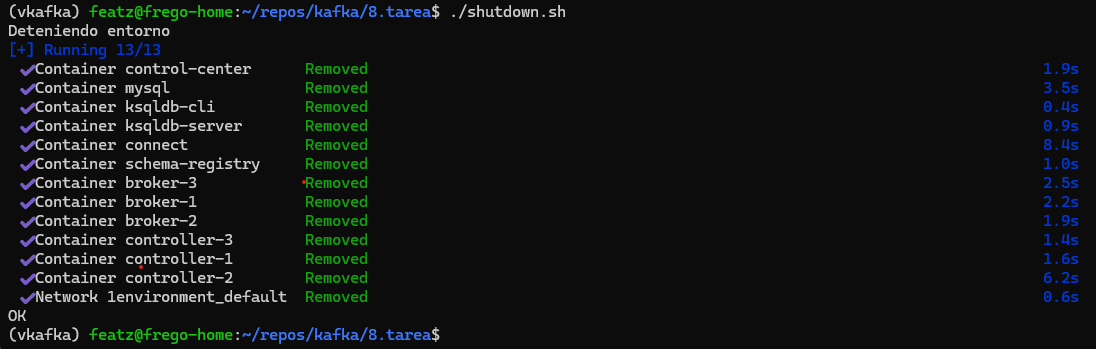 (vkafka) featz@frego-home:~/repos/kafka/8.tarea$ ./shutdown.sh
Deteniendo entorno
[+] Running 13/13
✔Container control-center Removed 1.9s
✔Container mysql Removed 3.5s
✔Container ksqldb-cli Removed 0.4s
✔Container ksqldb-server Removed 0.9s
✔Container connect Removed 8.4s
✔Container schema-registry Removed 1.0s
✔Container broker-3 Removed 2.5s
✔Container broker-1 Removed 2.2s
✔Container broker-2 Removed 1.9s
✔Container controller-3 Removed 1.4s
✔Container controller-1 Removed 1.6s
✔Container controller-2 Removed 6.2s
✔Network 1environment_default Removed 0.6s
OK
(vkafka) featz@frego-home:~/repos/kafka/8.tarea$